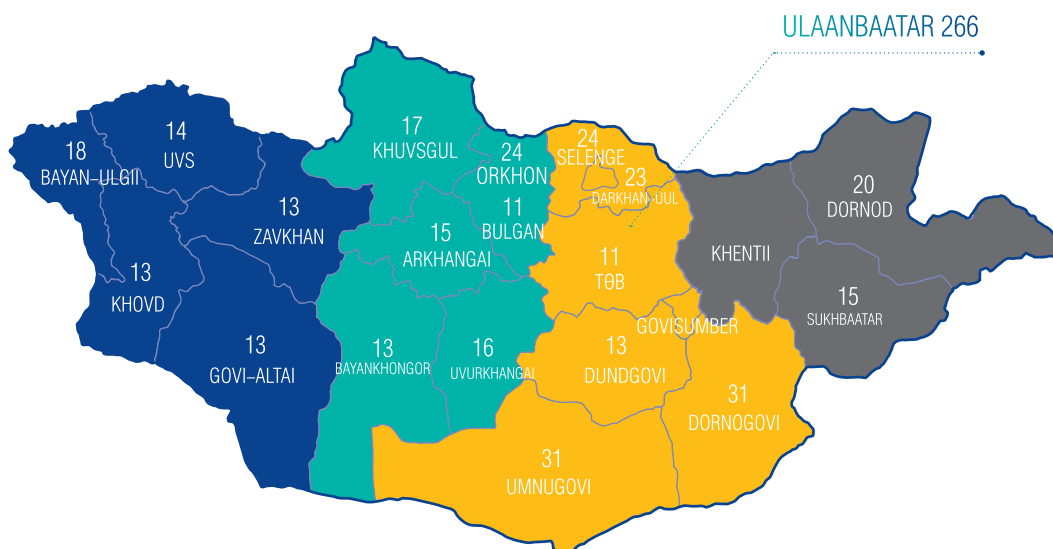 ULAANBAATAR 266
17
KHUVSGUL
14
UVS
18
BAYAN–ULGII
24
ORKHON
24
SELENGE
23
DARKHAN-UUL
20
DORNOD
13
ZAVKHAN
11
BULGAN
15
ARKHANGAI
11
TӨB
KHENTII
13
KHOVD
15
SUKHBAATAR
GOVISUMBER
13
GOVI–ALTAI
13
BAYANKHONGOR
16
UVURKHANGAI
13
DUNDGOVI
31
DORNOGOVI
31
UMNUGOVI